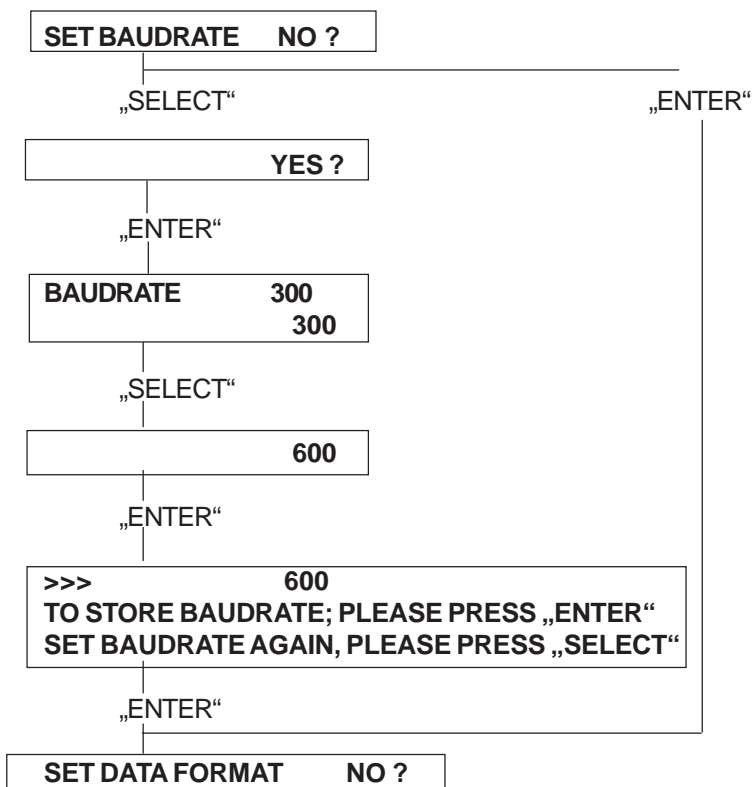 SET BAUDRATE NO ?
„SELECT“ „ENTER“
YES ?
„ENTER“
BAUDRATE 300
300
„SELECT“
600
„ENTER“
>>> 600
TO STORE BAUDRATE; PLEASE PRESS „ENTER“
SET BAUDRATE AGAIN, PLEASE PRESS „SELECT“
„ENTER“
SET DATA FORMAT NO ?